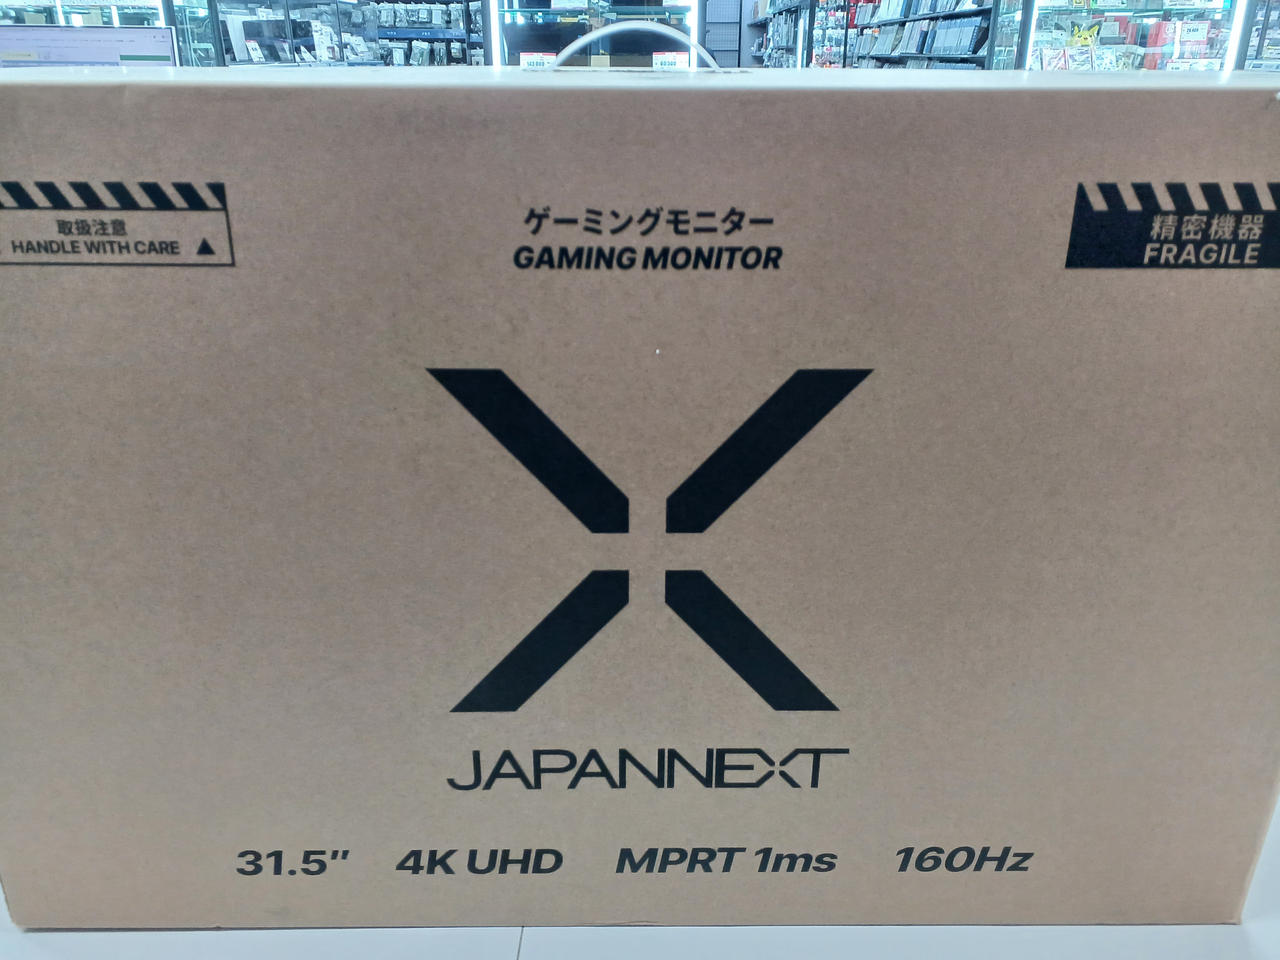 取扱注意
HANDLE WITH CARE
ゲーミングモニター
GAMING MONITOR
精密機器
FRAGILE
JAPANNEXT
31.5" 4K UHD MPRT 1ms 160Hz